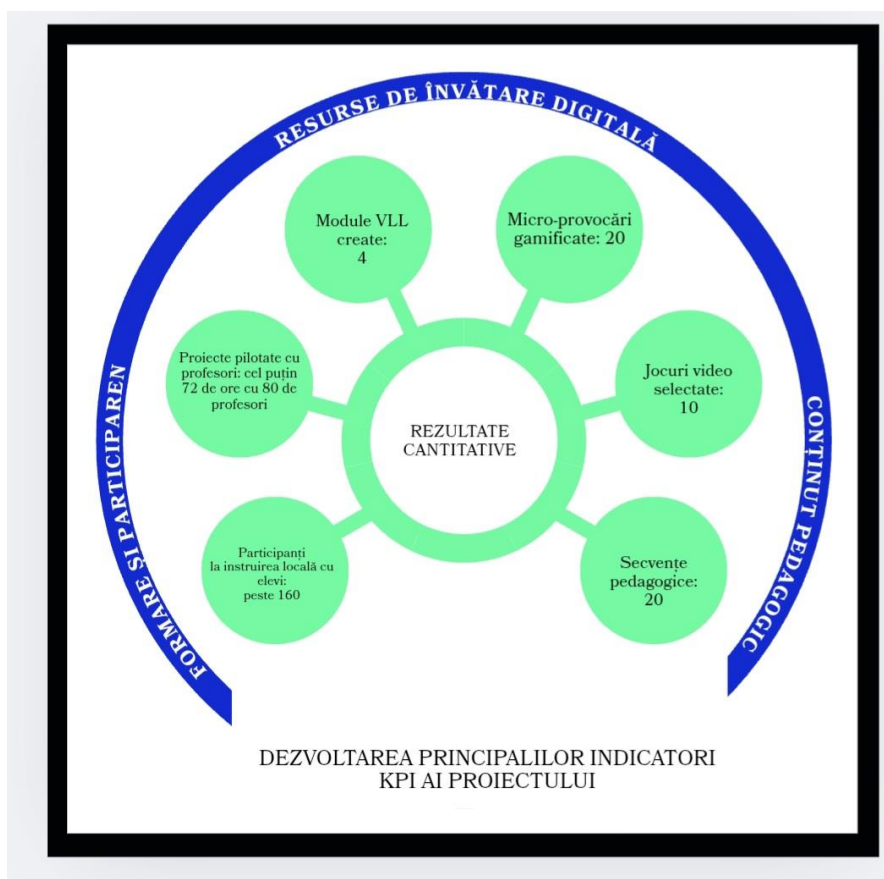 RESURSE DE ÎNVĂTARE DIGITALĂ
Module VLL
create:
4
Micro-provocări
gamificate: 20
Proiecte pilotate cu
profesori: cel puțin
72 de ore cu 80 de
profesori
Jocuri video
selectate:
10
REZULTATE
CANTITATIVE
Participanți
la instruirea locală cu
elevi:
peste 160
Secvențe
pedagogice:
20
FORMARE ȘI PARTICIPAREN
CONȚINUT PEDAGOGIC
DEZVOLTAREA PRINCIPALILOR INDICATORI
KPI AI PROIECTULUI